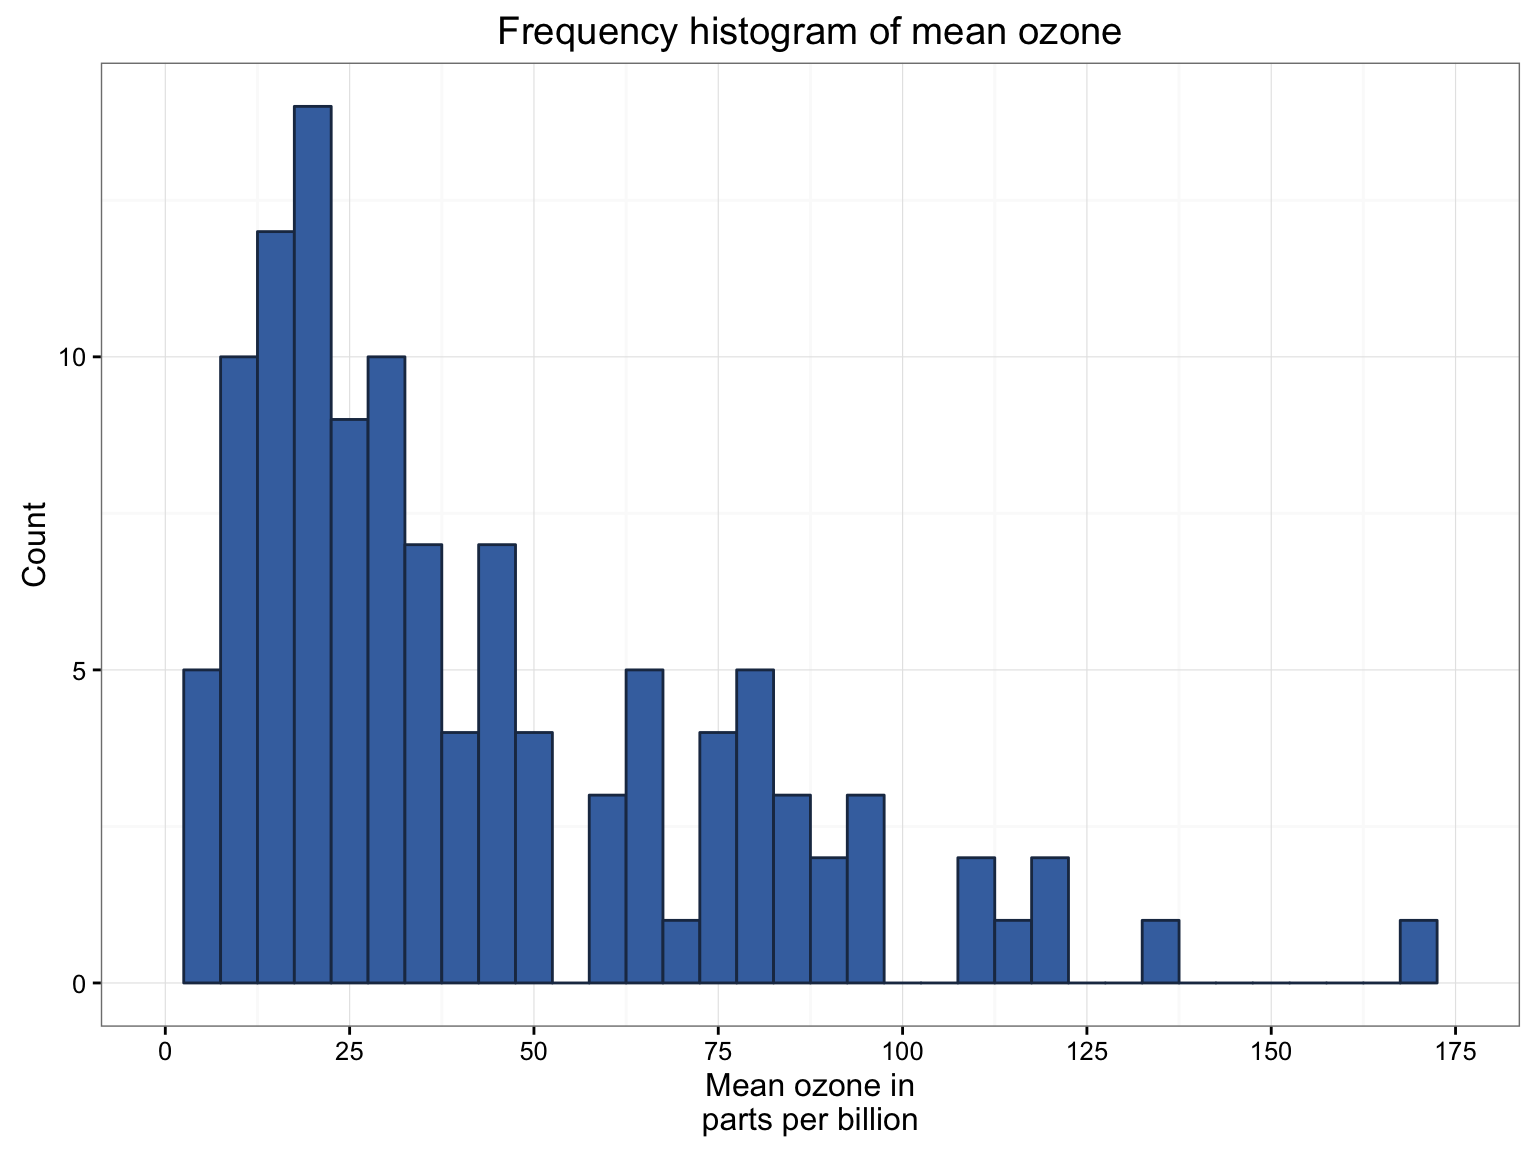 Frequency histogram of mean ozone
Count
10
5
0
0 25 50 75 100 125 150 175
Mean ozone in
parts per billion